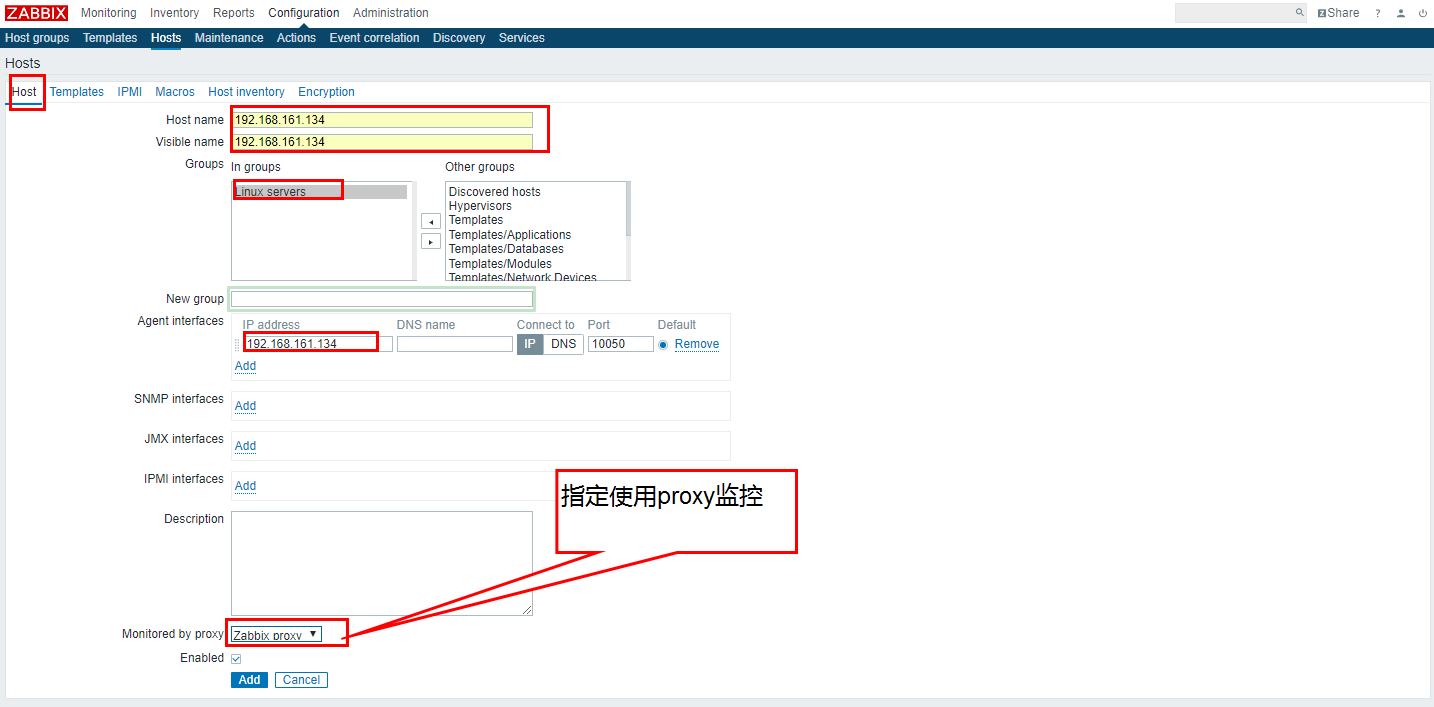 ZABBIX Monitoring Inventory Reports Configuration Administration Share ?
Host groups Templates Hosts Maintenance Actions Event correlation Discovery Services
Hosts
Host Templates IPMI Macros Host inventory Encryption
Host name 192.168.161.134
Visible name 192.168.161.134
Groups In groups Other groups
Linux servers Discovered hosts
Hypervisors
Templates
Templates/Applications
Templates/Databases
Templates/Modules
Templates/Network Devices
New group
Agent interfaces IP address DNS name Connect to Port Default
192.168.161.134 IP DNS 10050 Remove
Add
SNMP interfaces Add
JMX interfaces Add
IPMI interfaces Add
指定使用proxy监控
Description
Monitored by proxy Zabbix proxy
Enabled
Add Cancel